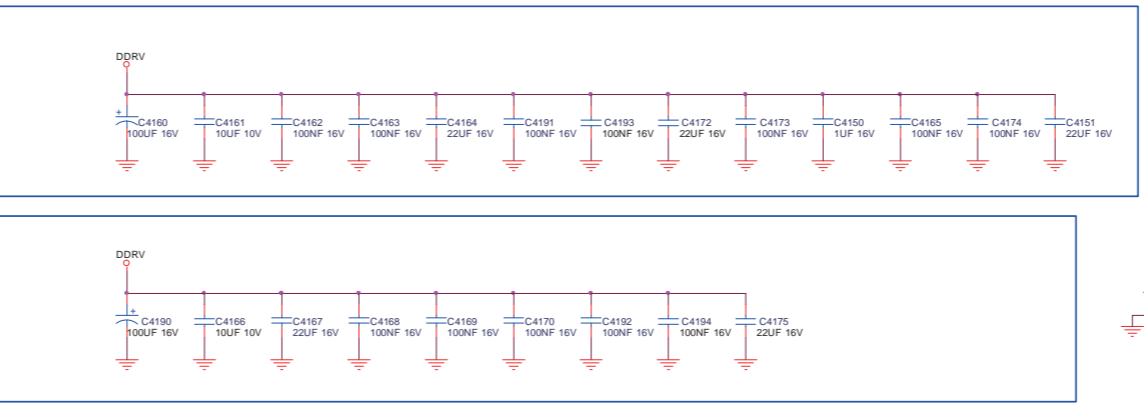 DDRV
+
C4160
100UF 16V
C4161
10UF 10V
C4162
100NF 16V
C4163
100NF 16V
C4164
22UF 16V
C4191
100NF 16V
C4193
100NF 16V
C4172
22UF 16V
C4173
100NF 16V
C4150
1UF 16V
C4165
100NF 16V
C4174
100NF 16V
C4151
22UF 16V
DDRV
+
C4190
100UF 16V
C4166
10UF 10V
C4167
22UF 16V
C4168
100NF 16V
C4169
100NF 16V
C4170
100NF 16V
C4192
100NF 16V
C4194
100NF 16V
C4175
22UF 16V